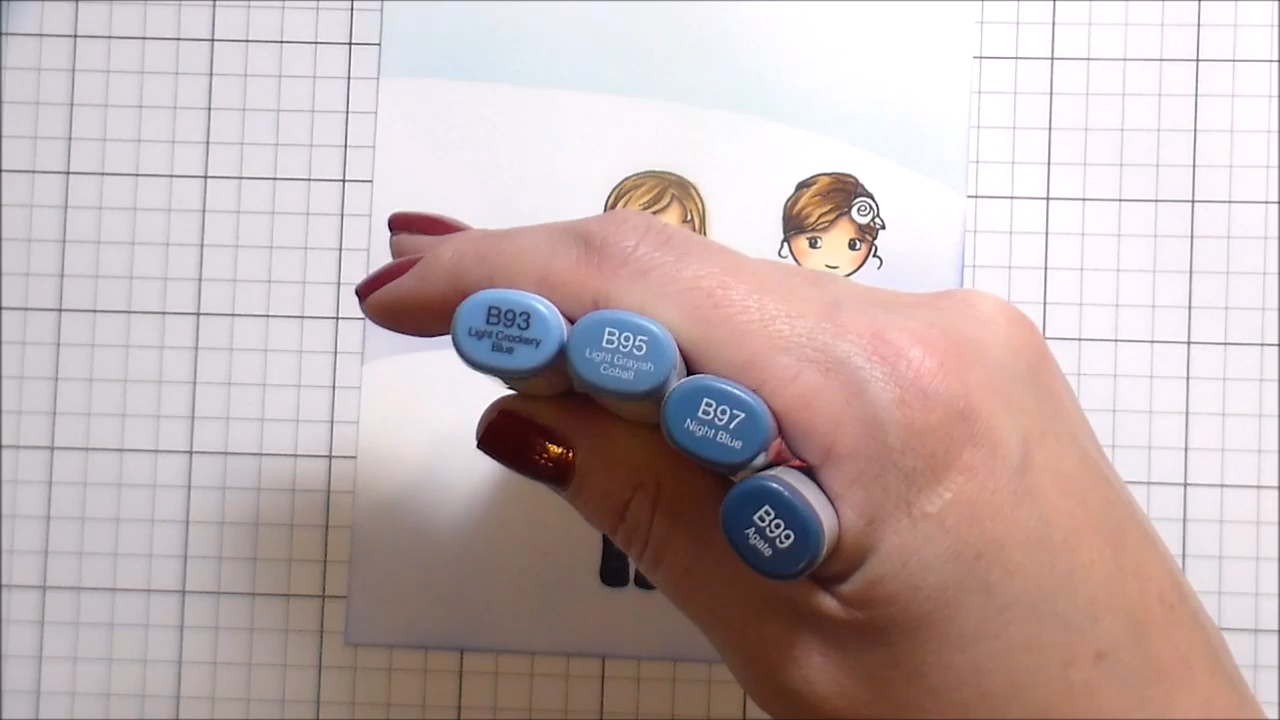 B93
Light Crockery
Blue
B95
Light Grayish
Cobalt
B97
Night Blue
B99
Agate